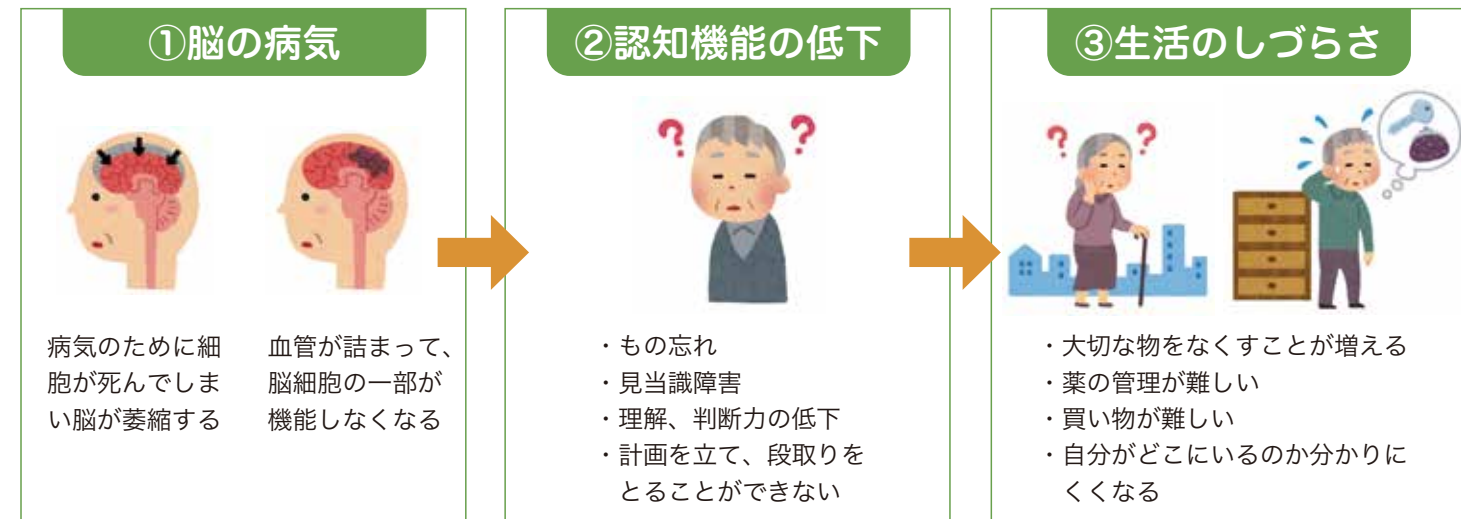 ①脳の病気
病気のために細
胞が死んでしま
い脳が萎縮する
血管が詰まって、
脳細胞の一部が
機能しなくなる
②認知機能の低下
? ?
・もの忘れ
・見当識障害
・理解、判断力の低下
・計画を立て、段取りを
とることができない
③生活のしづらさ
? ?
・大切な物をなくすことが増える
・薬の管理が難しい
・買い物が難しい
・自分がどこにいるのか分かりに
くくなる